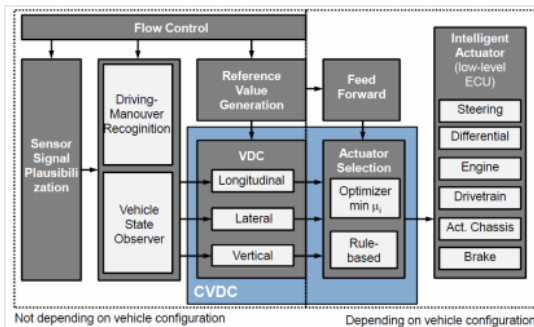 Flow Control
Sensor
Signal
Plausibili
zation
Driving-
Manouver
Recoginition
Vehicle
State
Observer
Reference
Value
Generation
Feed
Forward
VDC
Longitudinal
Lateral
Vertical
Actuator
Selection
Optimizer
min μi
Rule-
based
CVDC
Intelligent
Actuator
(low-level
ECU)
Steering
Differential
Engine
Drivetrain
Act. Chassis
Brake
Not depending on vehicle configuration
Depending on vehicle configuration